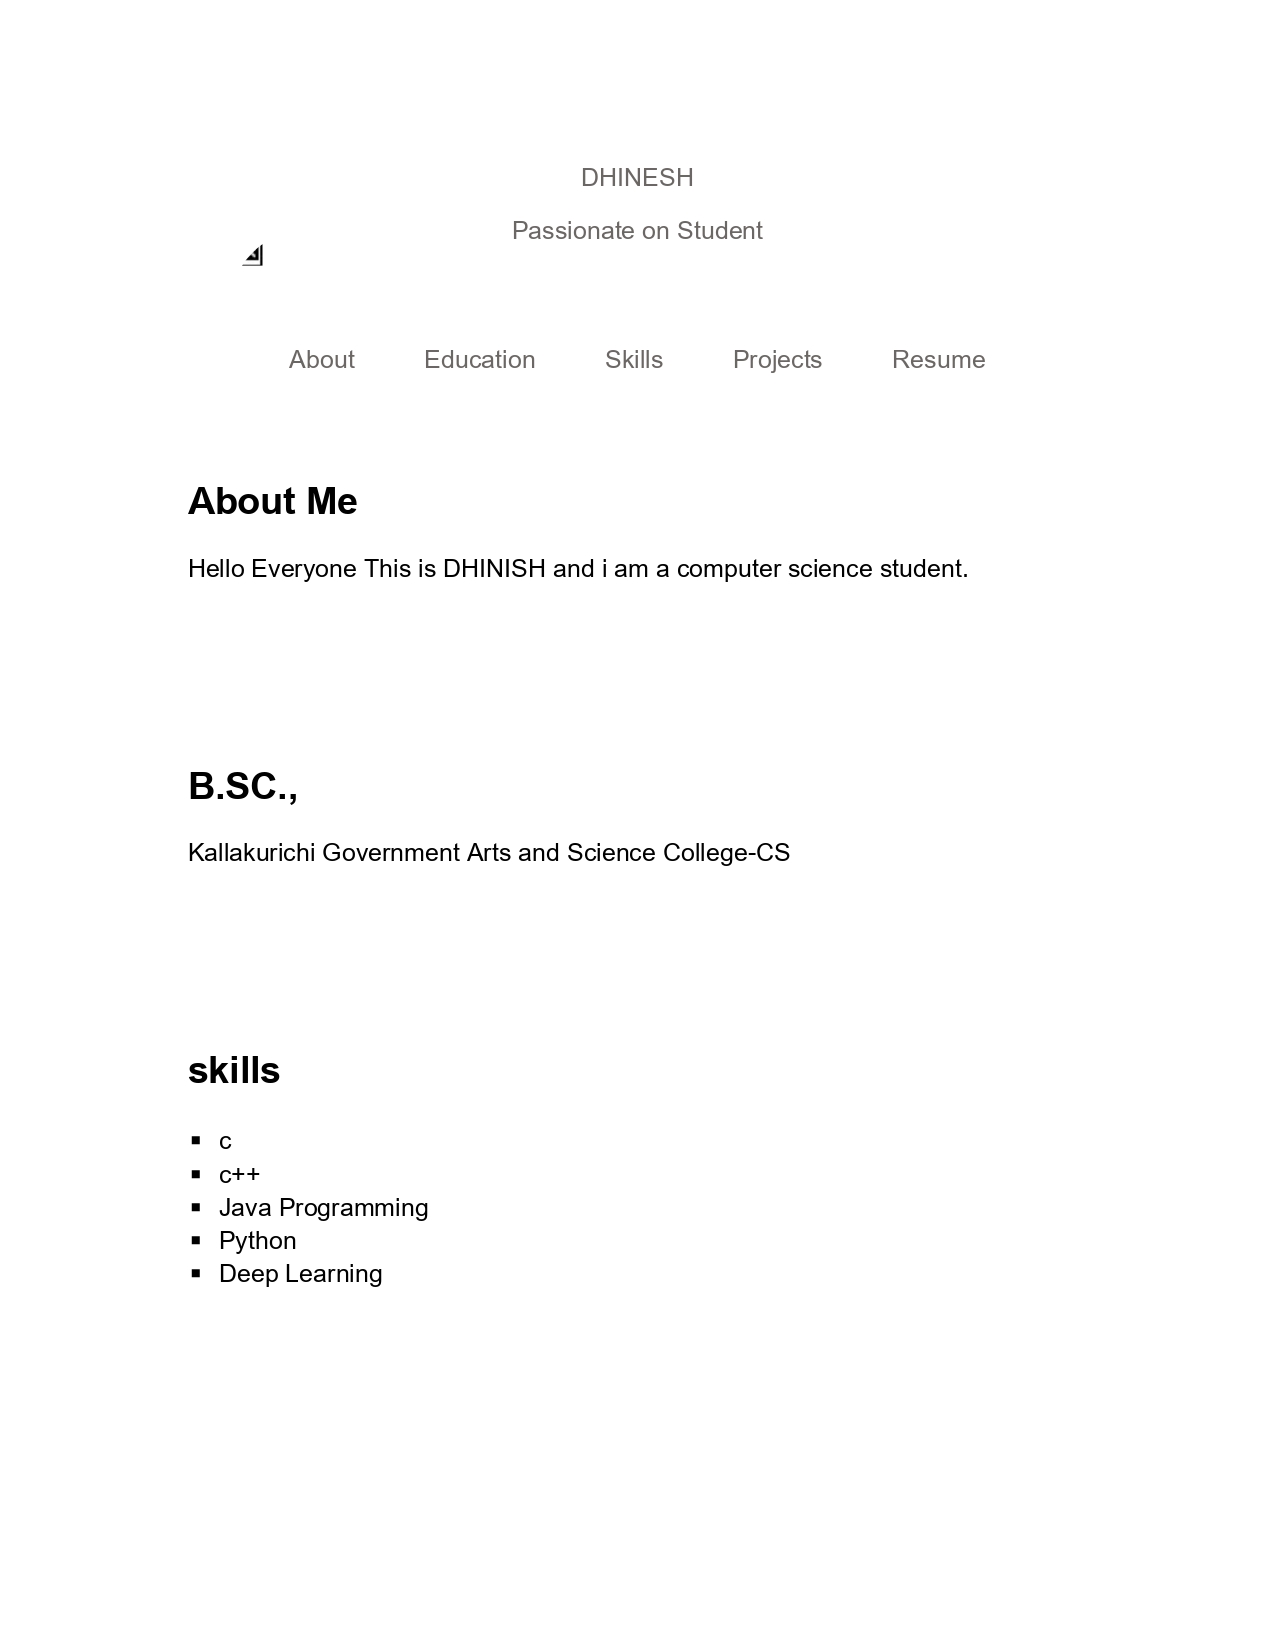 DHINESH
Passionate on Student
About Education Skills Projects Resume
About Me
Hello Everyone This is DHINISH and i am a computer science student.
B.SC.,
Kallakurichi Government Arts and Science College-CS
skills
▪ c
▪ c++
▪ Java Programming
▪ Python
▪ Deep Learning